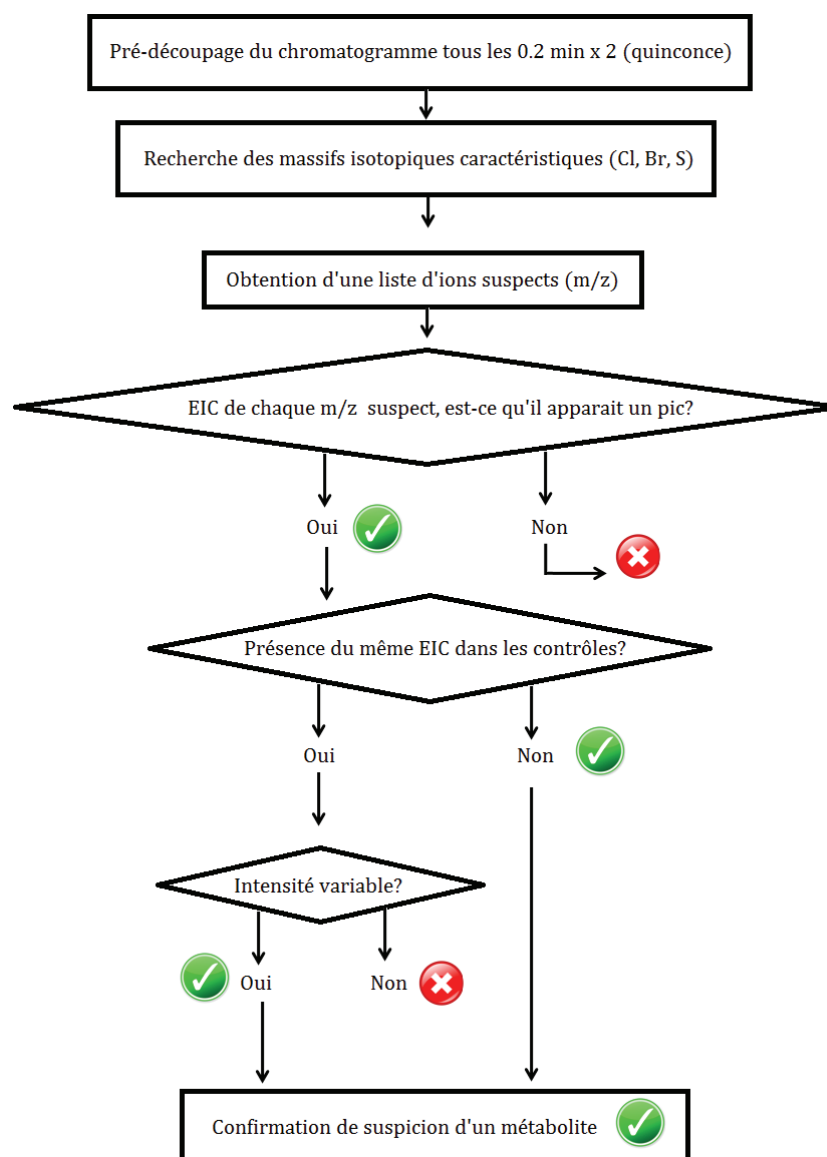 Pré-découpage du chromatogramme tous les 0.2 min x 2 (quinconce)
Recherche des massifs isotopiques caractéristiques (Cl, Br, S)
Obtention d'une liste d'ions suspects (m/z)
EIC de chaque m/z suspect, est-ce qu'il apparait un pic?
Oui
Non
Présence du même EIC dans les contrôles?
Oui
Non
Intensité variable?
Oui
Non
Confirmation de suspicion d'un métabolite